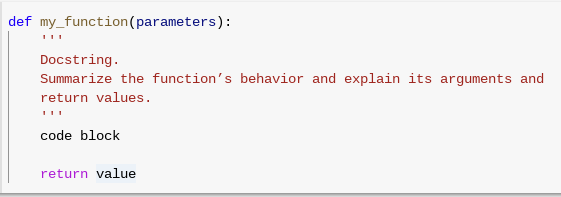 def my_function(parameters):
    '''
    Docstring.
    Summarize the function’s behavior and explain its arguments and
    return values.
    '''
    code block

    return value